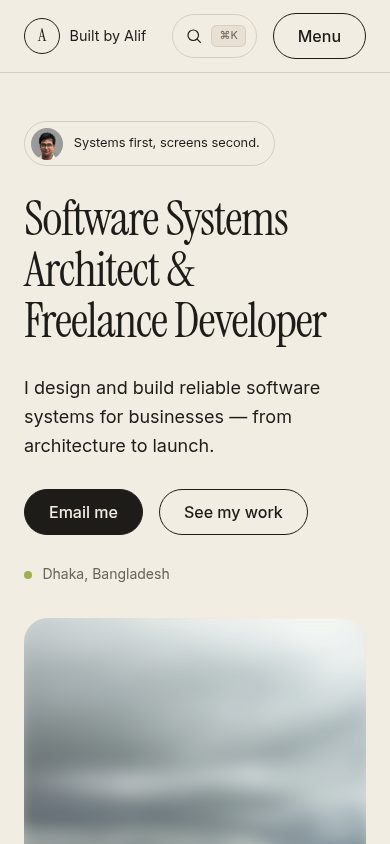 A
Built by Alif
⌘K
Menu
Systems first, screens second.
Software Systems
Architect &
Freelance Developer
I design and build reliable software
systems for businesses — from
architecture to launch.
Email me
See my work
Dhaka, Bangladesh